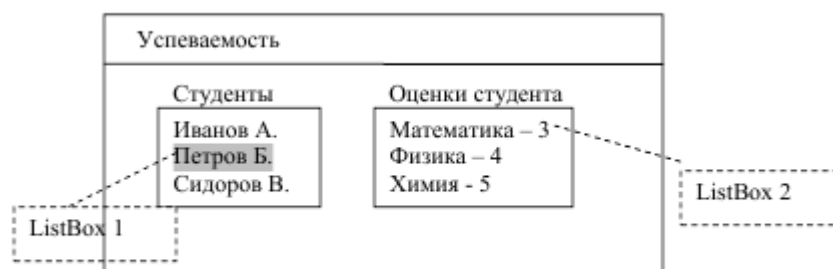 Успеваемость
Студенты
Оценки студента
Иванов А.
Петров Б.
Сидоров В.
Математика – 3
Физика – 4
Химия - 5
ListBox 1
ListBox 2